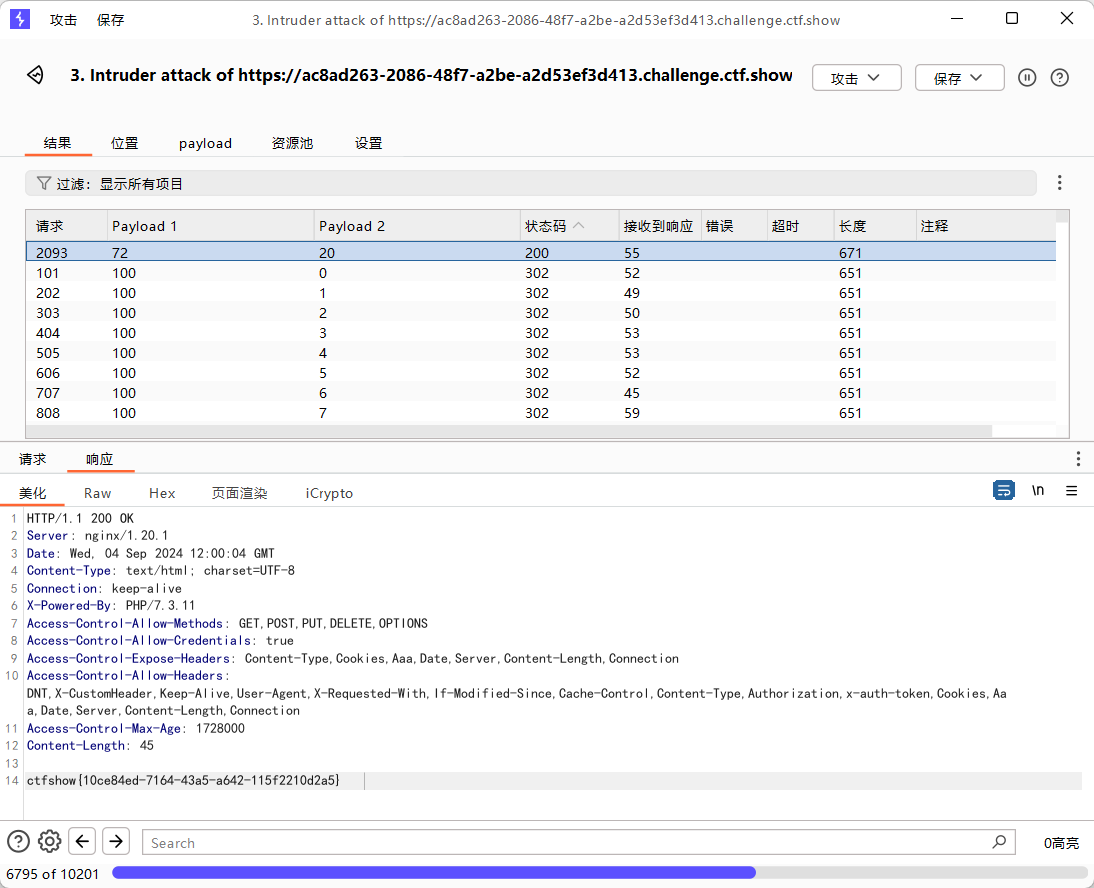 攻击 保存 3. Intruder attack of https://ac8ad263-2086-48f7-a2be-a2d53ef3d413.challenge.ctf.show
3. Intruder attack of https://ac8ad263-2086-48f7-a2be-a2d53ef3d413.challenge.ctf.show 攻击 保存
结果 位置 payload 资源池 设置
过滤：显示所有项目
请求 Payload 1 Payload 2 状态码 接收到响应 错误 超时 长度 注释
2093 72 20 200 55 671
101 100 0 302 52 651
202 100 1 302 49 651
303 100 2 302 50 651
404 100 3 302 53 651
505 100 4 302 53 651
606 100 5 302 52 651
707 100 6 302 45 651
808 100 7 302 59 651
请求 响应
美化 Raw Hex 页面渲染 iCrypto \n
1 HTTP/1.1 200 OK
2 Server: nginx/1.20.1
3 Date: Wed, 04 Sep 2024 12:00:04 GMT
4 Content-Type: text/html; charset=UTF-8
5 Connection: keep-alive
6 X-Powered-By: PHP/7.3.11
7 Access-Control-Allow-Methods: GET,POST,PUT,DELETE,OPTIONS
8 Access-Control-Allow-Credentials: true
9 Access-Control-Expose-Headers: Content-Type,Cookies,Aaa,Date,Server,Content-Length,Connection
10 Access-Control-Allow-Headers:
DNT,X-CustomHeader,Keep-Alive,User-Agent,X-Requested-With,If-Modified-Since,Cache-Control,Content-Type,Authorization,x-auth-token,Cookies,Aa
a,Date,Server,Content-Length,Connection
11 Access-Control-Max-Age: 1728000
12 Content-Length: 45
13
14 ctfshow{10ce84ed-7164-43a5-a642-115f2210d2a5}
Search 0高亮
6795 of 10201